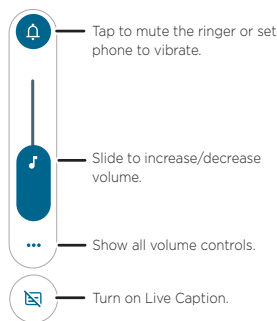 Tap to mute the ringer or set
phone to vibrate.
Slide to increase/decrease
volume.
Show all volume controls.
Turn on Live Caption.